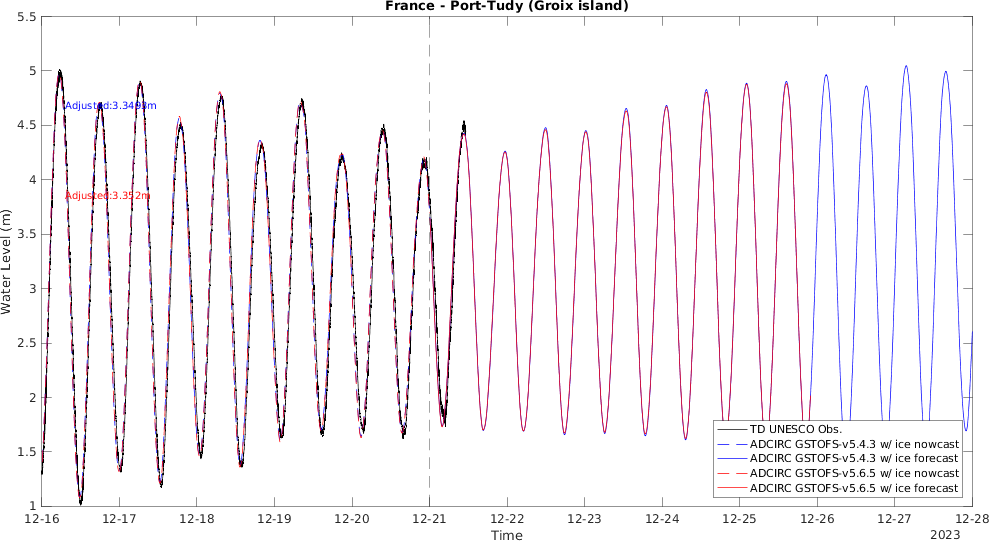 France - Port-Tudy (Groix island)
5.5
5
4.5
4
3.5
3
2.5
2
1.5
1
Water Level (m)
Adjusted:3.3493m
Adjusted:3.352m
TD UNESCO Obs.
ADCIRC GSTOFS-v5.4.3 w/ ice nowcast
ADCIRC GSTOFS-v5.4.3 w/ ice forecast
ADCIRC GSTOFS-v5.6.5 w/ ice nowcast
ADCIRC GSTOFS-v5.6.5 w/ ice forecast
12-16 12-17 12-18 12-19 12-20 12-21 12-22 12-23 12-24 12-25 12-26 12-27 12-28
Time
2023